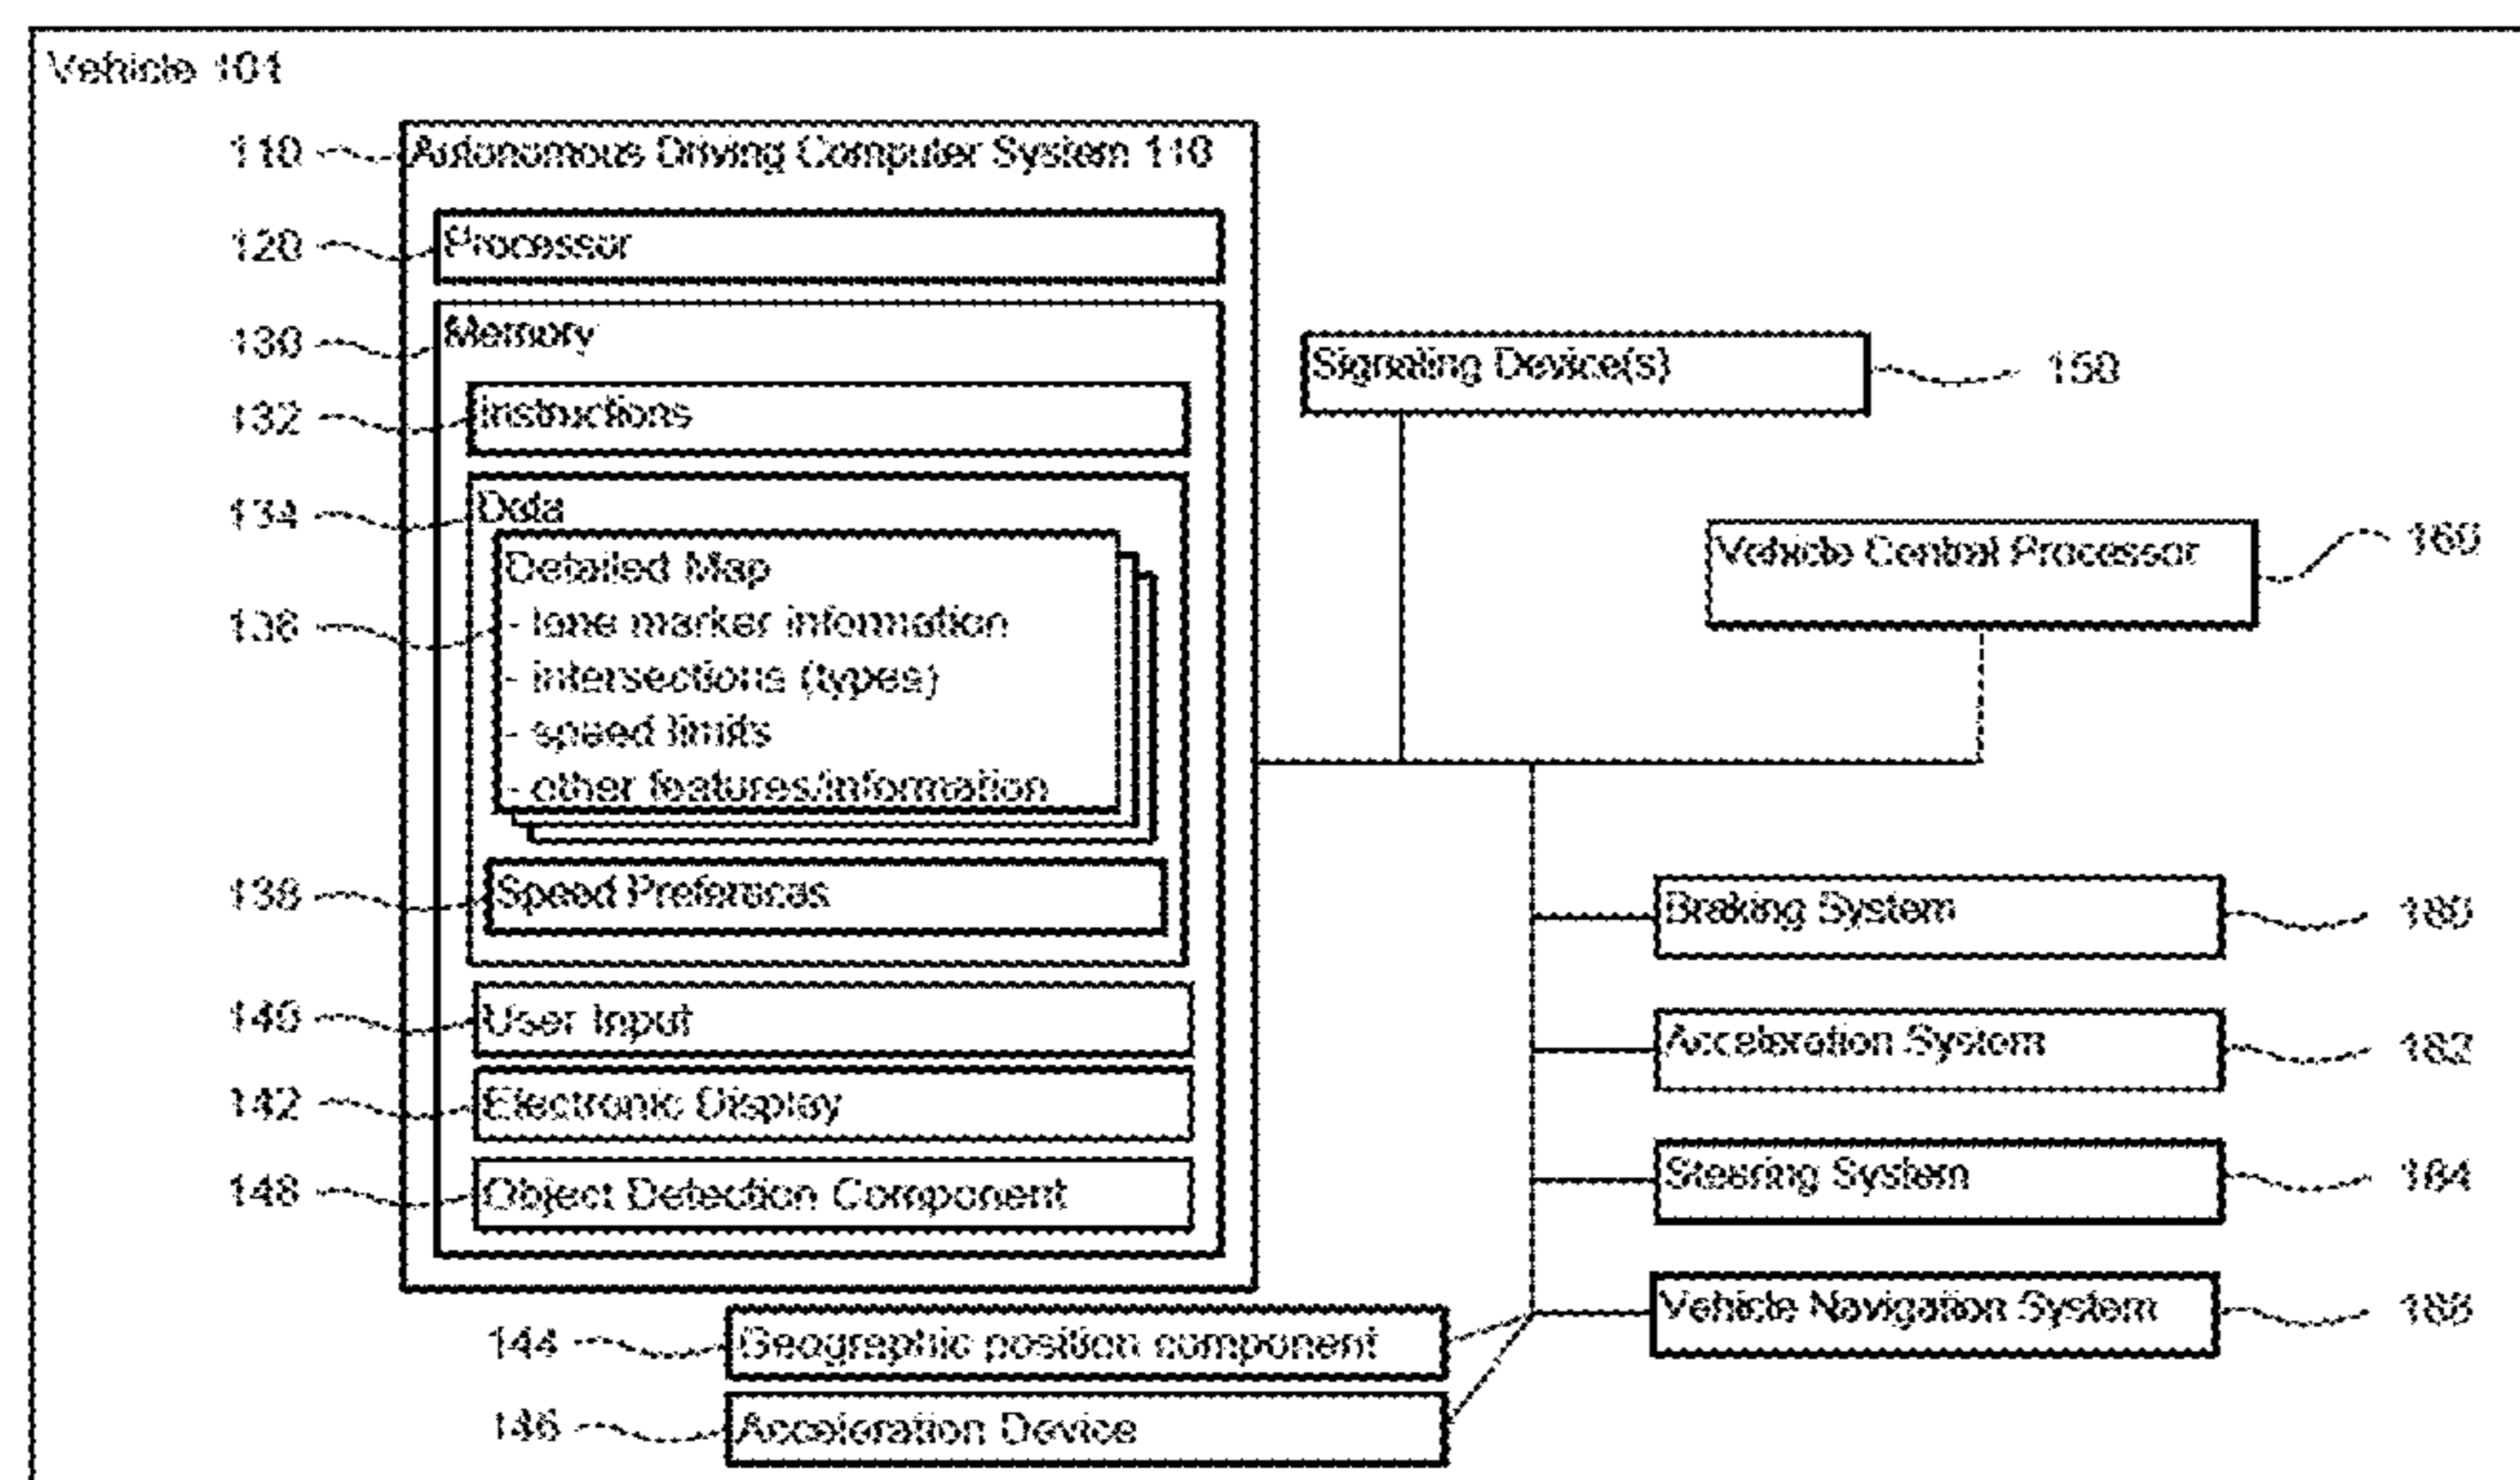 Vehicle 101
110 Autonomous Driving Computer System 110
120 Processor
130 Memory
132 Instructions
134 Data
136 Detailed Map
- lane marker information
- intersections (types)
- speed limits
- other features/information
138 Speed Preferences
140 User Input
142 Electronic Display
148 Object Detection Component
144 Geographic position component
146 Acceleration Device
Signaling Device(s) 150
Vehicle Central Processor 160
Braking System 180
Acceleration System 182
Steering System 184
Vehicle Navigation System